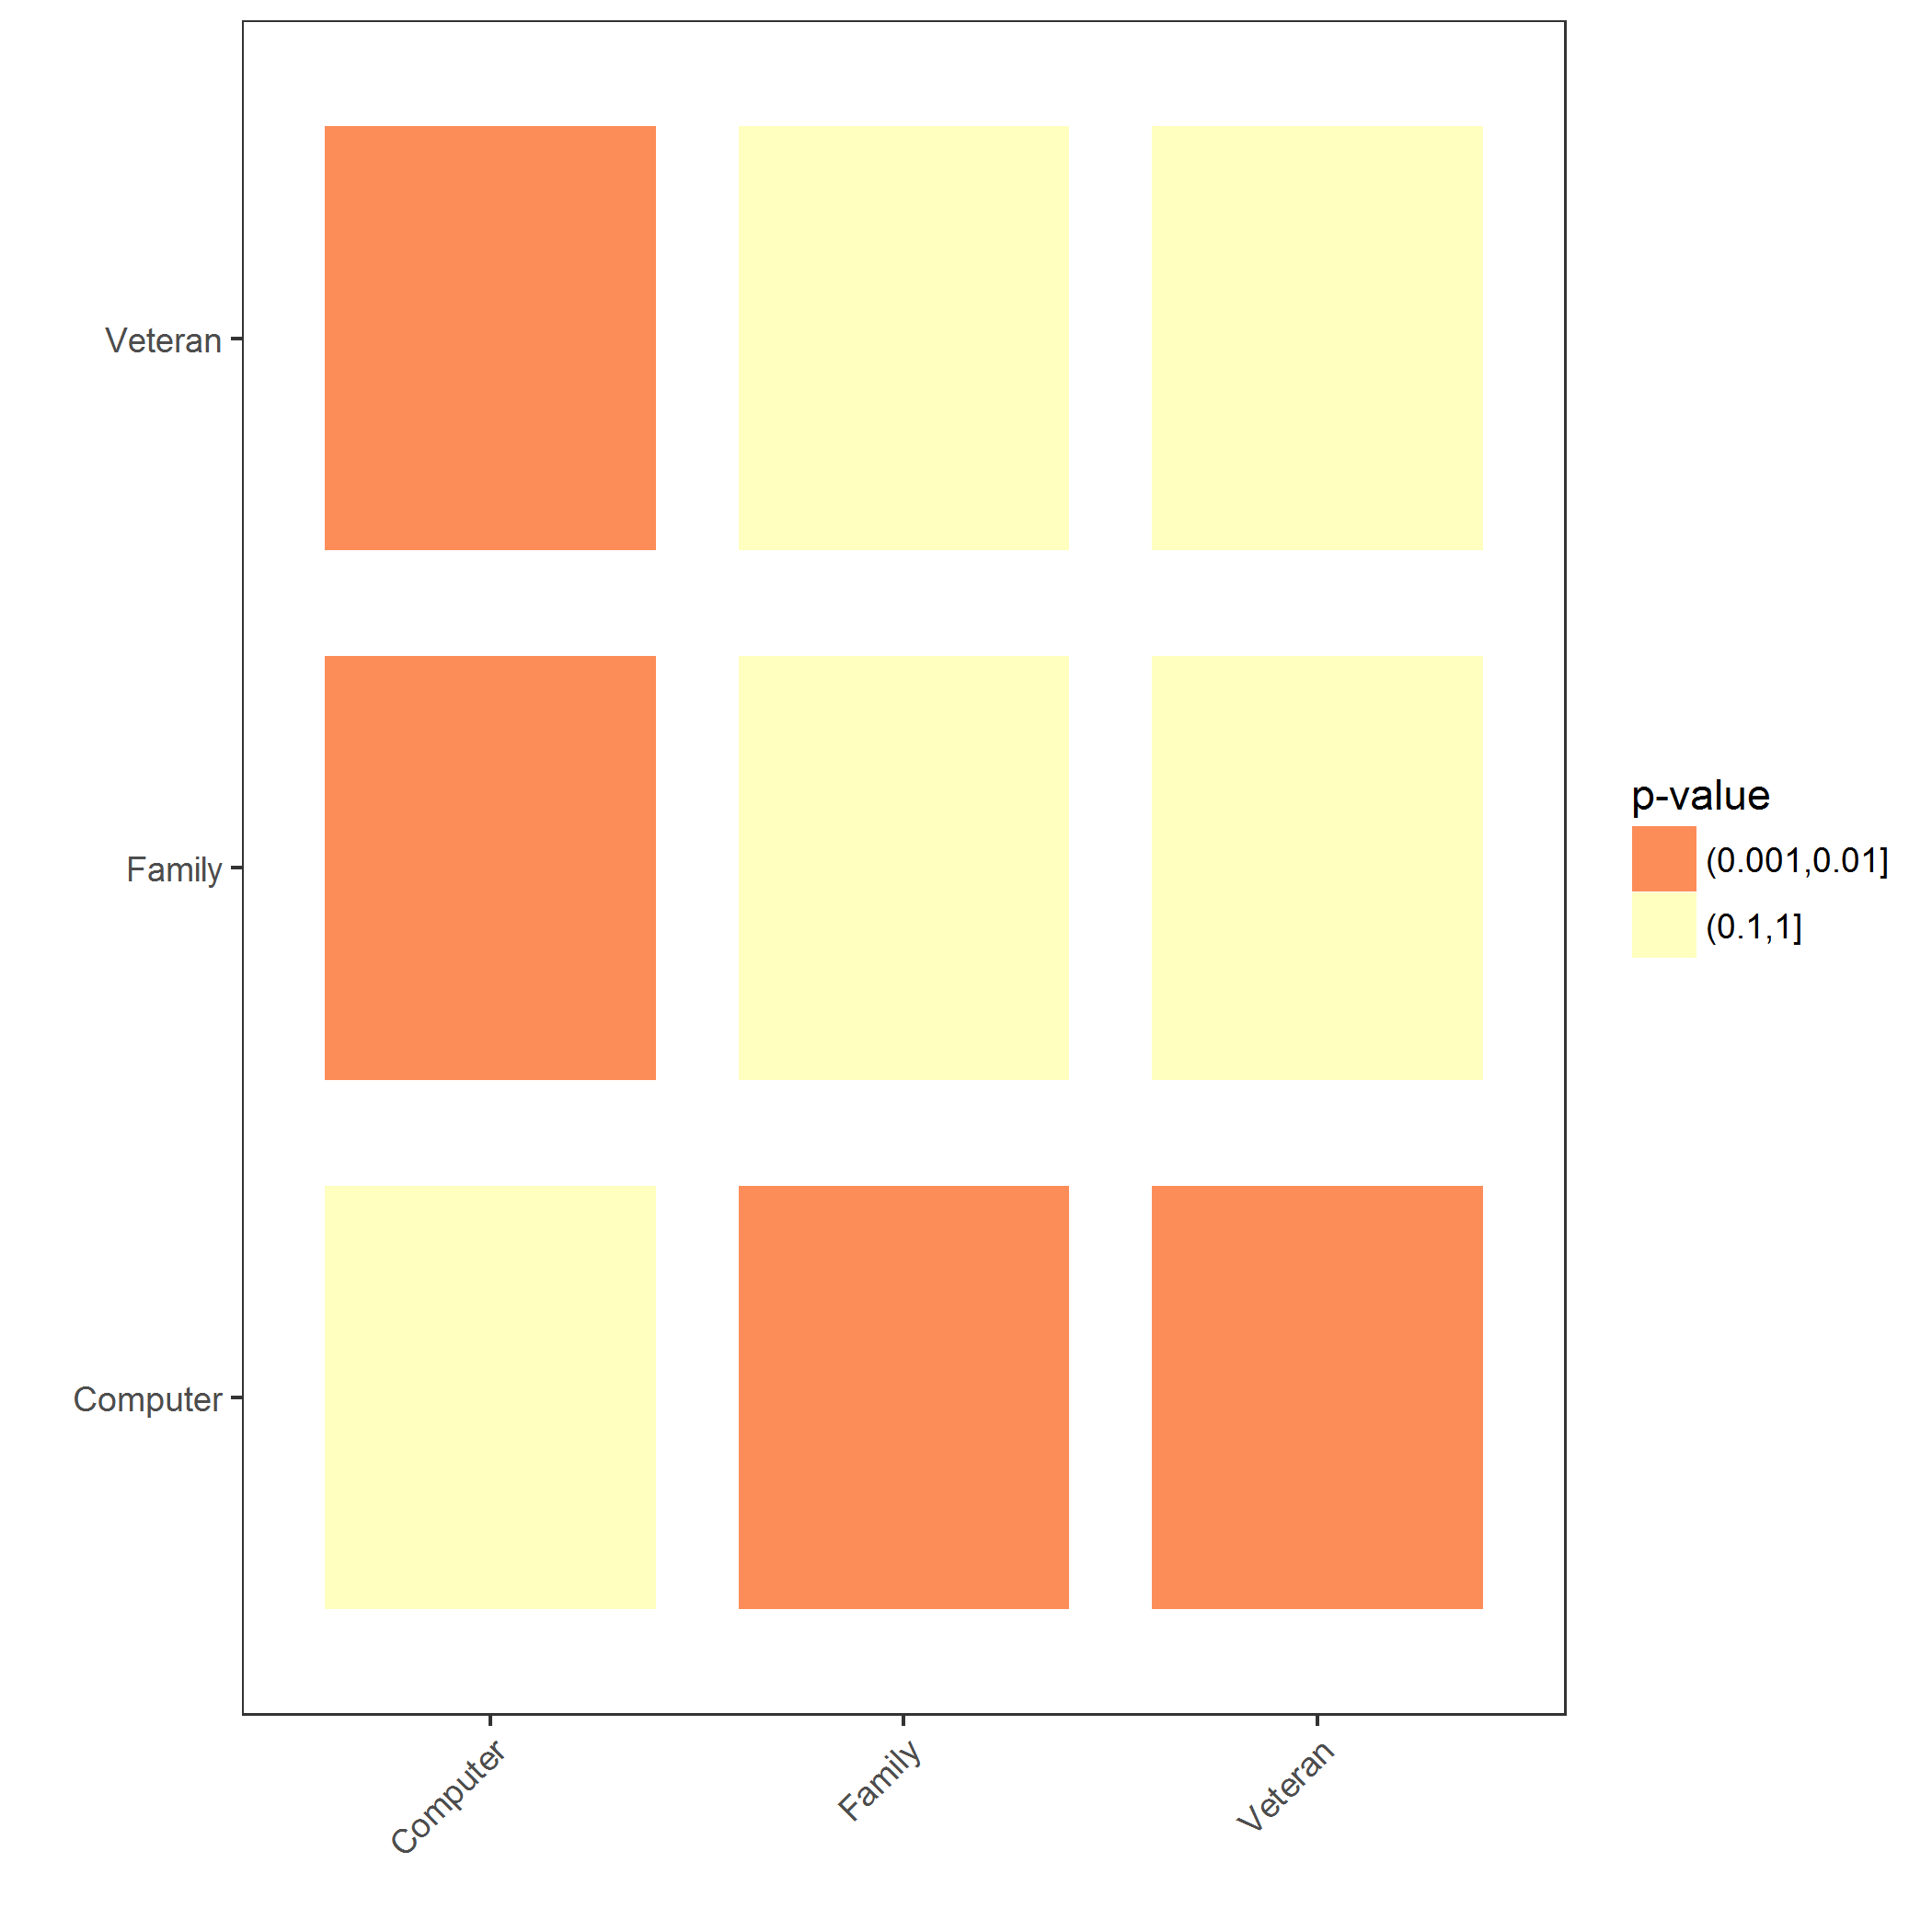 Veteran
Family
Computer
Computer
Family
Veteran
p-value
(0.001,0.01]
(0.1,1]